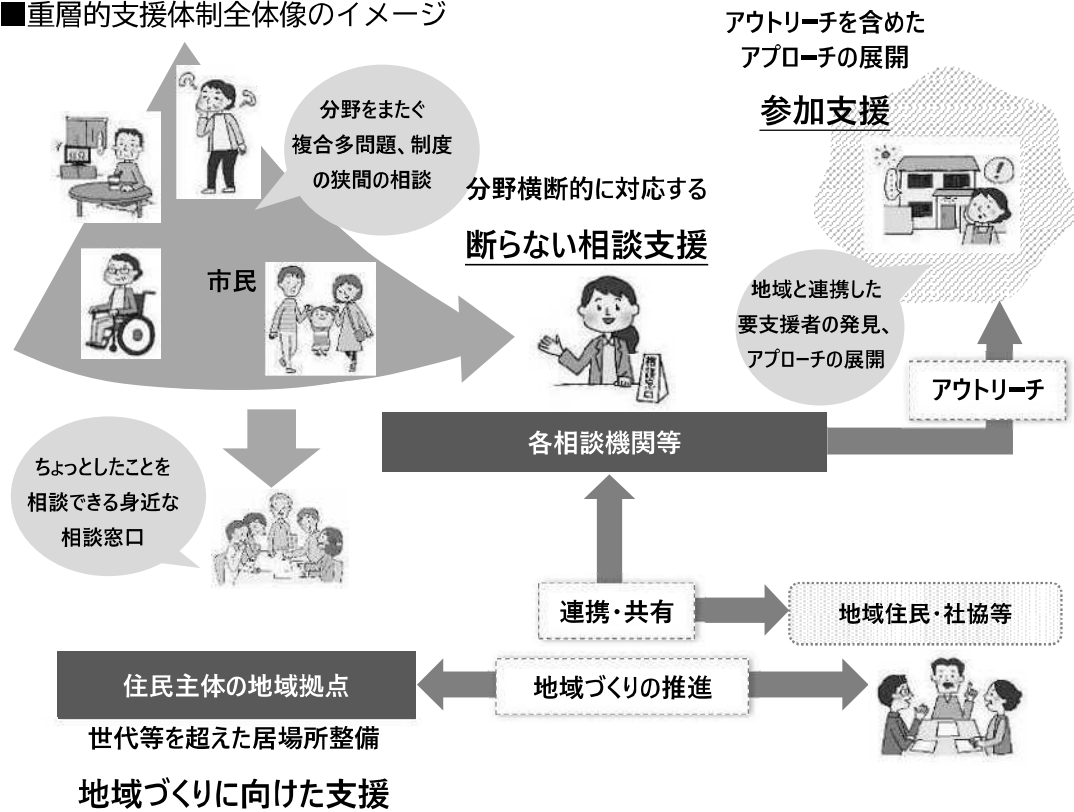 ■重層的支援体制全体像のイメージ
アウトリーチを含めた
アプローチの展開
参加支援
分野をまたぐ
複合多問題、制度
の狭間の相談
分野横断的に対応する
断らない相談支援
市民
地域と連携した
要支援者の発見、
アプローチの展開
相談窓口
アウトリーチ
各相談機関等
ちょっとしたことを
相談できる身近な
相談窓口
連携・共有
地域住民・社協等
住民主体の地域拠点
地域づくりの推進
世代等を超えた居場所整備
地域づくりに向けた支援